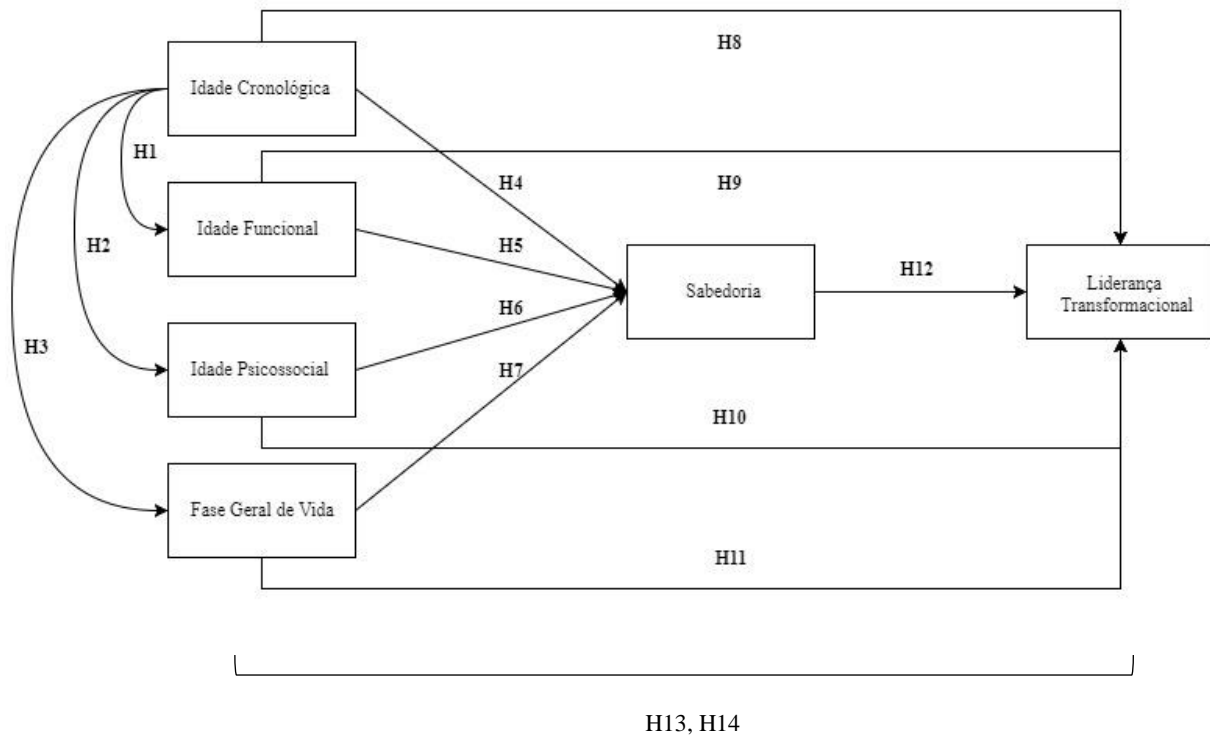 H8
Idade Cronológica
H1
H4
H9
Idade Funcional
H2
H5
Sabedoria
H12
Liderança
Transformacional
H6
H3
Idade Psicossocial
H7
H10
Fase Geral de Vida
H11
H13, H14